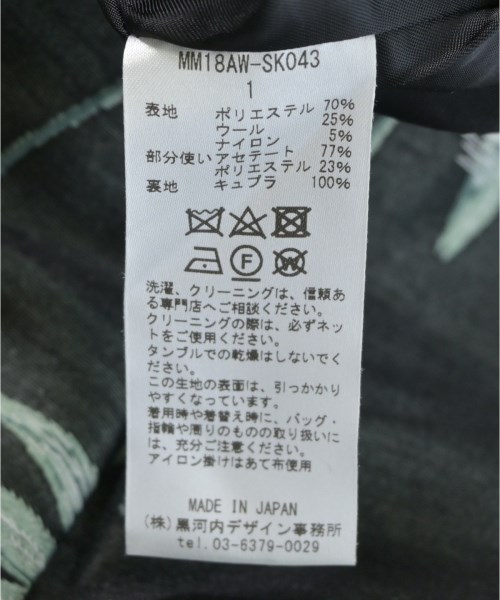 MM18AW-SK043
1
表地 ポリエステル 70%
ウール 25%
ナイロン 5%
部分使い アセテート 77%
ポリエステル 23%
裏地 キュプラ 100%
F W
洗濯、クリーニングは、信頼あ
る専門店へご相談ください。
クリーニングの際は、必ずネッ
トをご使用ください。
タンブルでの乾燥はしないでく
ださい。
この生地の表面は、引っかかり
やすくなっています。
着用時や着替え時に、バッグ・
指輪や周りのものの取り扱いに
は、充分ご注意ください。
アイロン掛けはあて布使用
MADE IN JAPAN
(株)黒河内デザイン事務所
tel.03-6379-0029